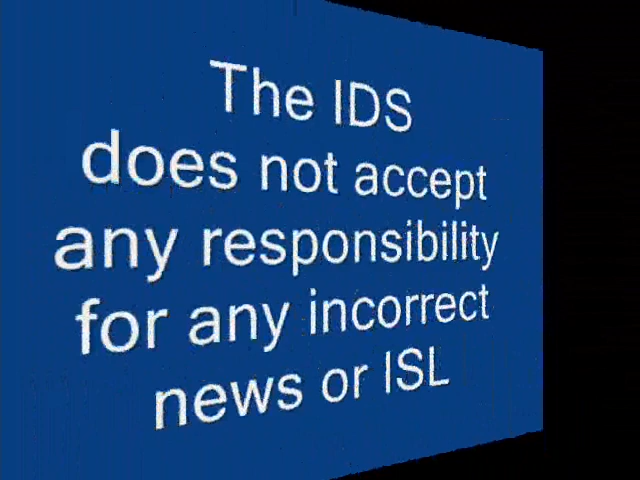 The IDS
does not accept
any responsibility
for any incorrect
news or ISL